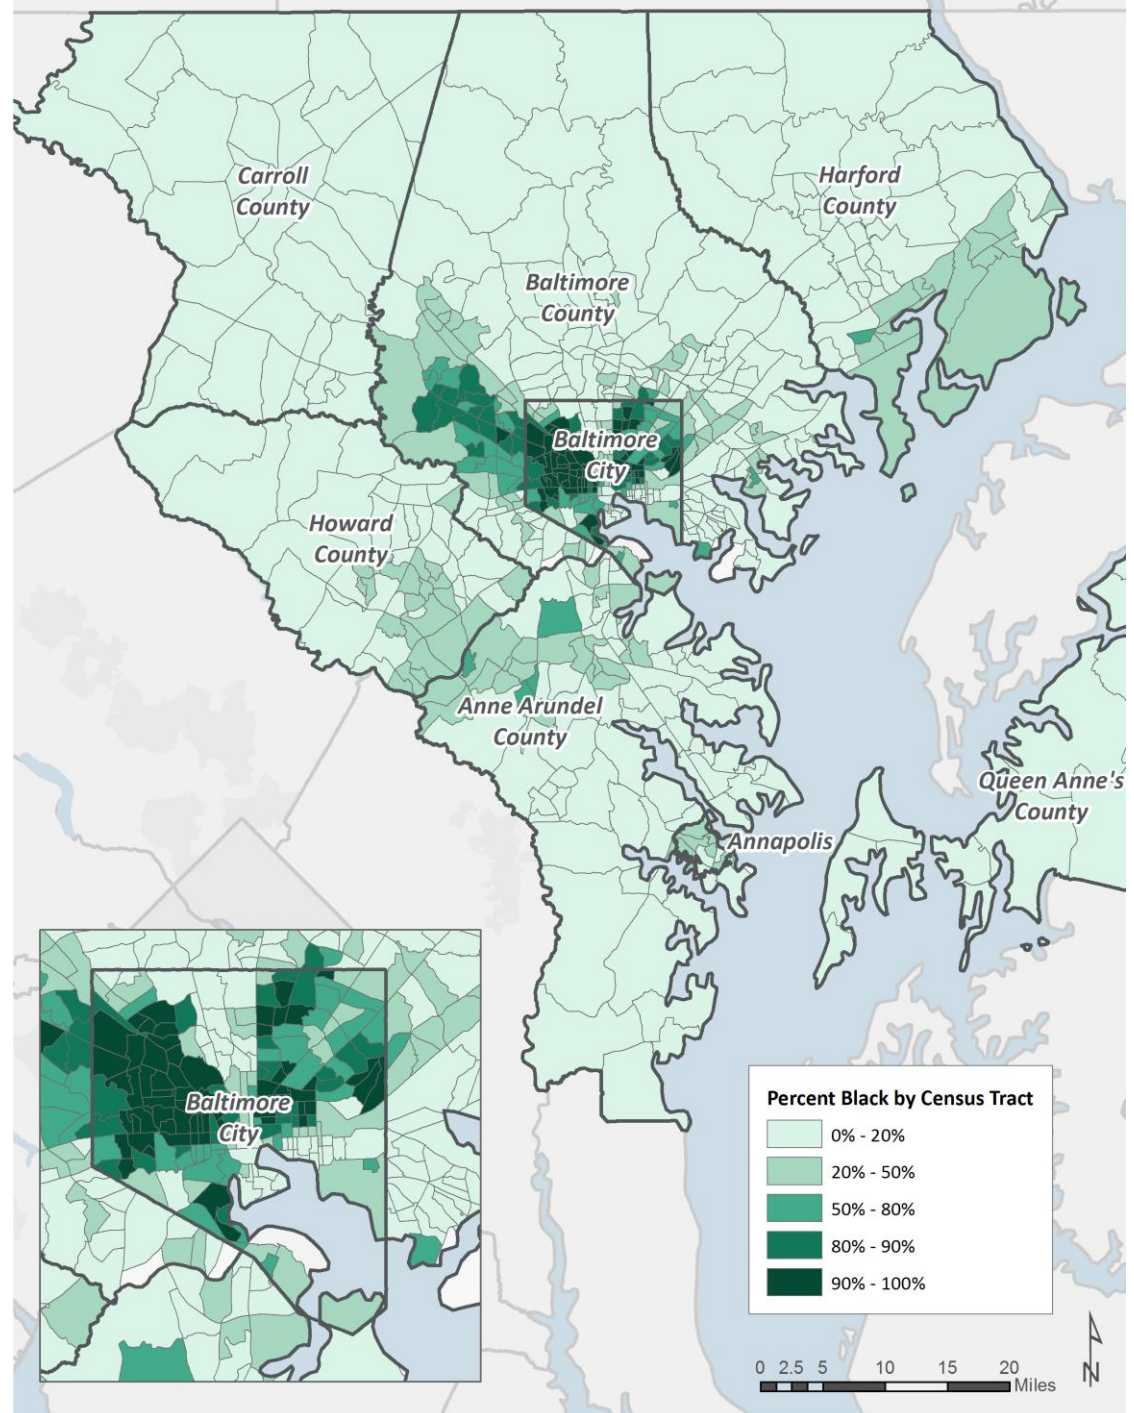 Carroll
County
Harford
County
Baltimore
County
Baltimore
City
Howard
County
Anne Arundel
County
Queen Anne's
County
Annapolis
Baltimore
City
Percent Black by Census Tract
0% - 20%
20% - 50%
50% - 80%
80% - 90%
90% - 100%
N
0 2.5 5 10 15 20
Miles